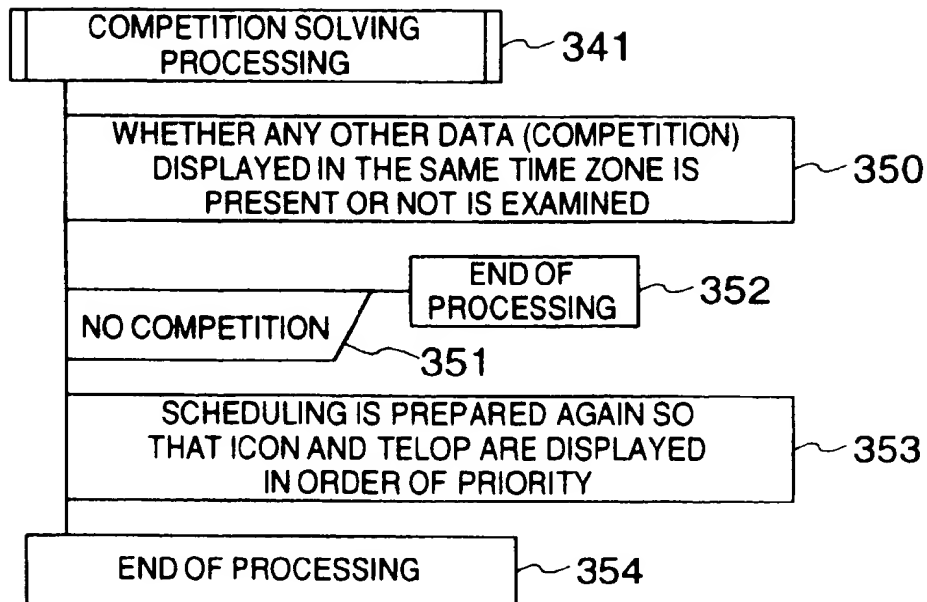 COMPETITION SOLVING
PROCESSING
341
WHETHER ANY OTHER DATA (COMPETITION)
DISPLAYED IN THE SAME TIME ZONE IS
PRESENT OR NOT IS EXAMINED
350
END OF
PROCESSING
352
NO COMPETITION
351
SCHEDULING IS PREPARED AGAIN SO
THAT ICON AND TELOP ARE DISPLAYED
IN ORDER OF PRIORITY
353
END OF PROCESSING
354